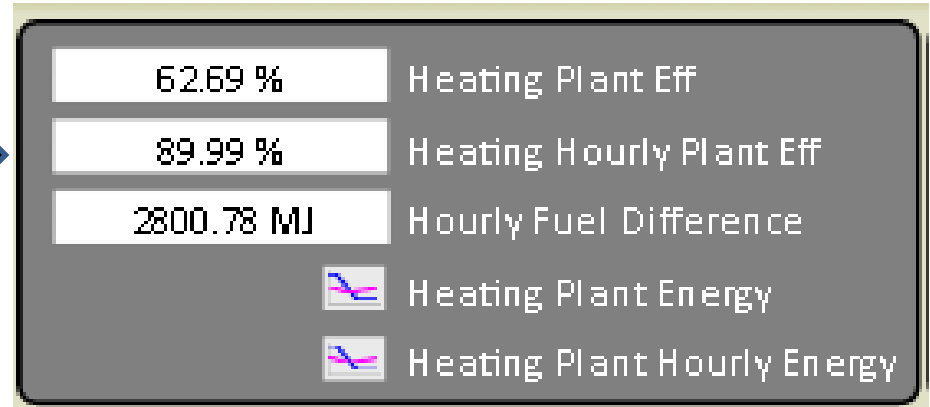 62.69 % Heating Plant Eff
89.99 % Heating Hourly Plant Eff
2800.78 MJ Hourly Fuel Difference
Heating Plant Energy
Heating Plant Hourly Energy